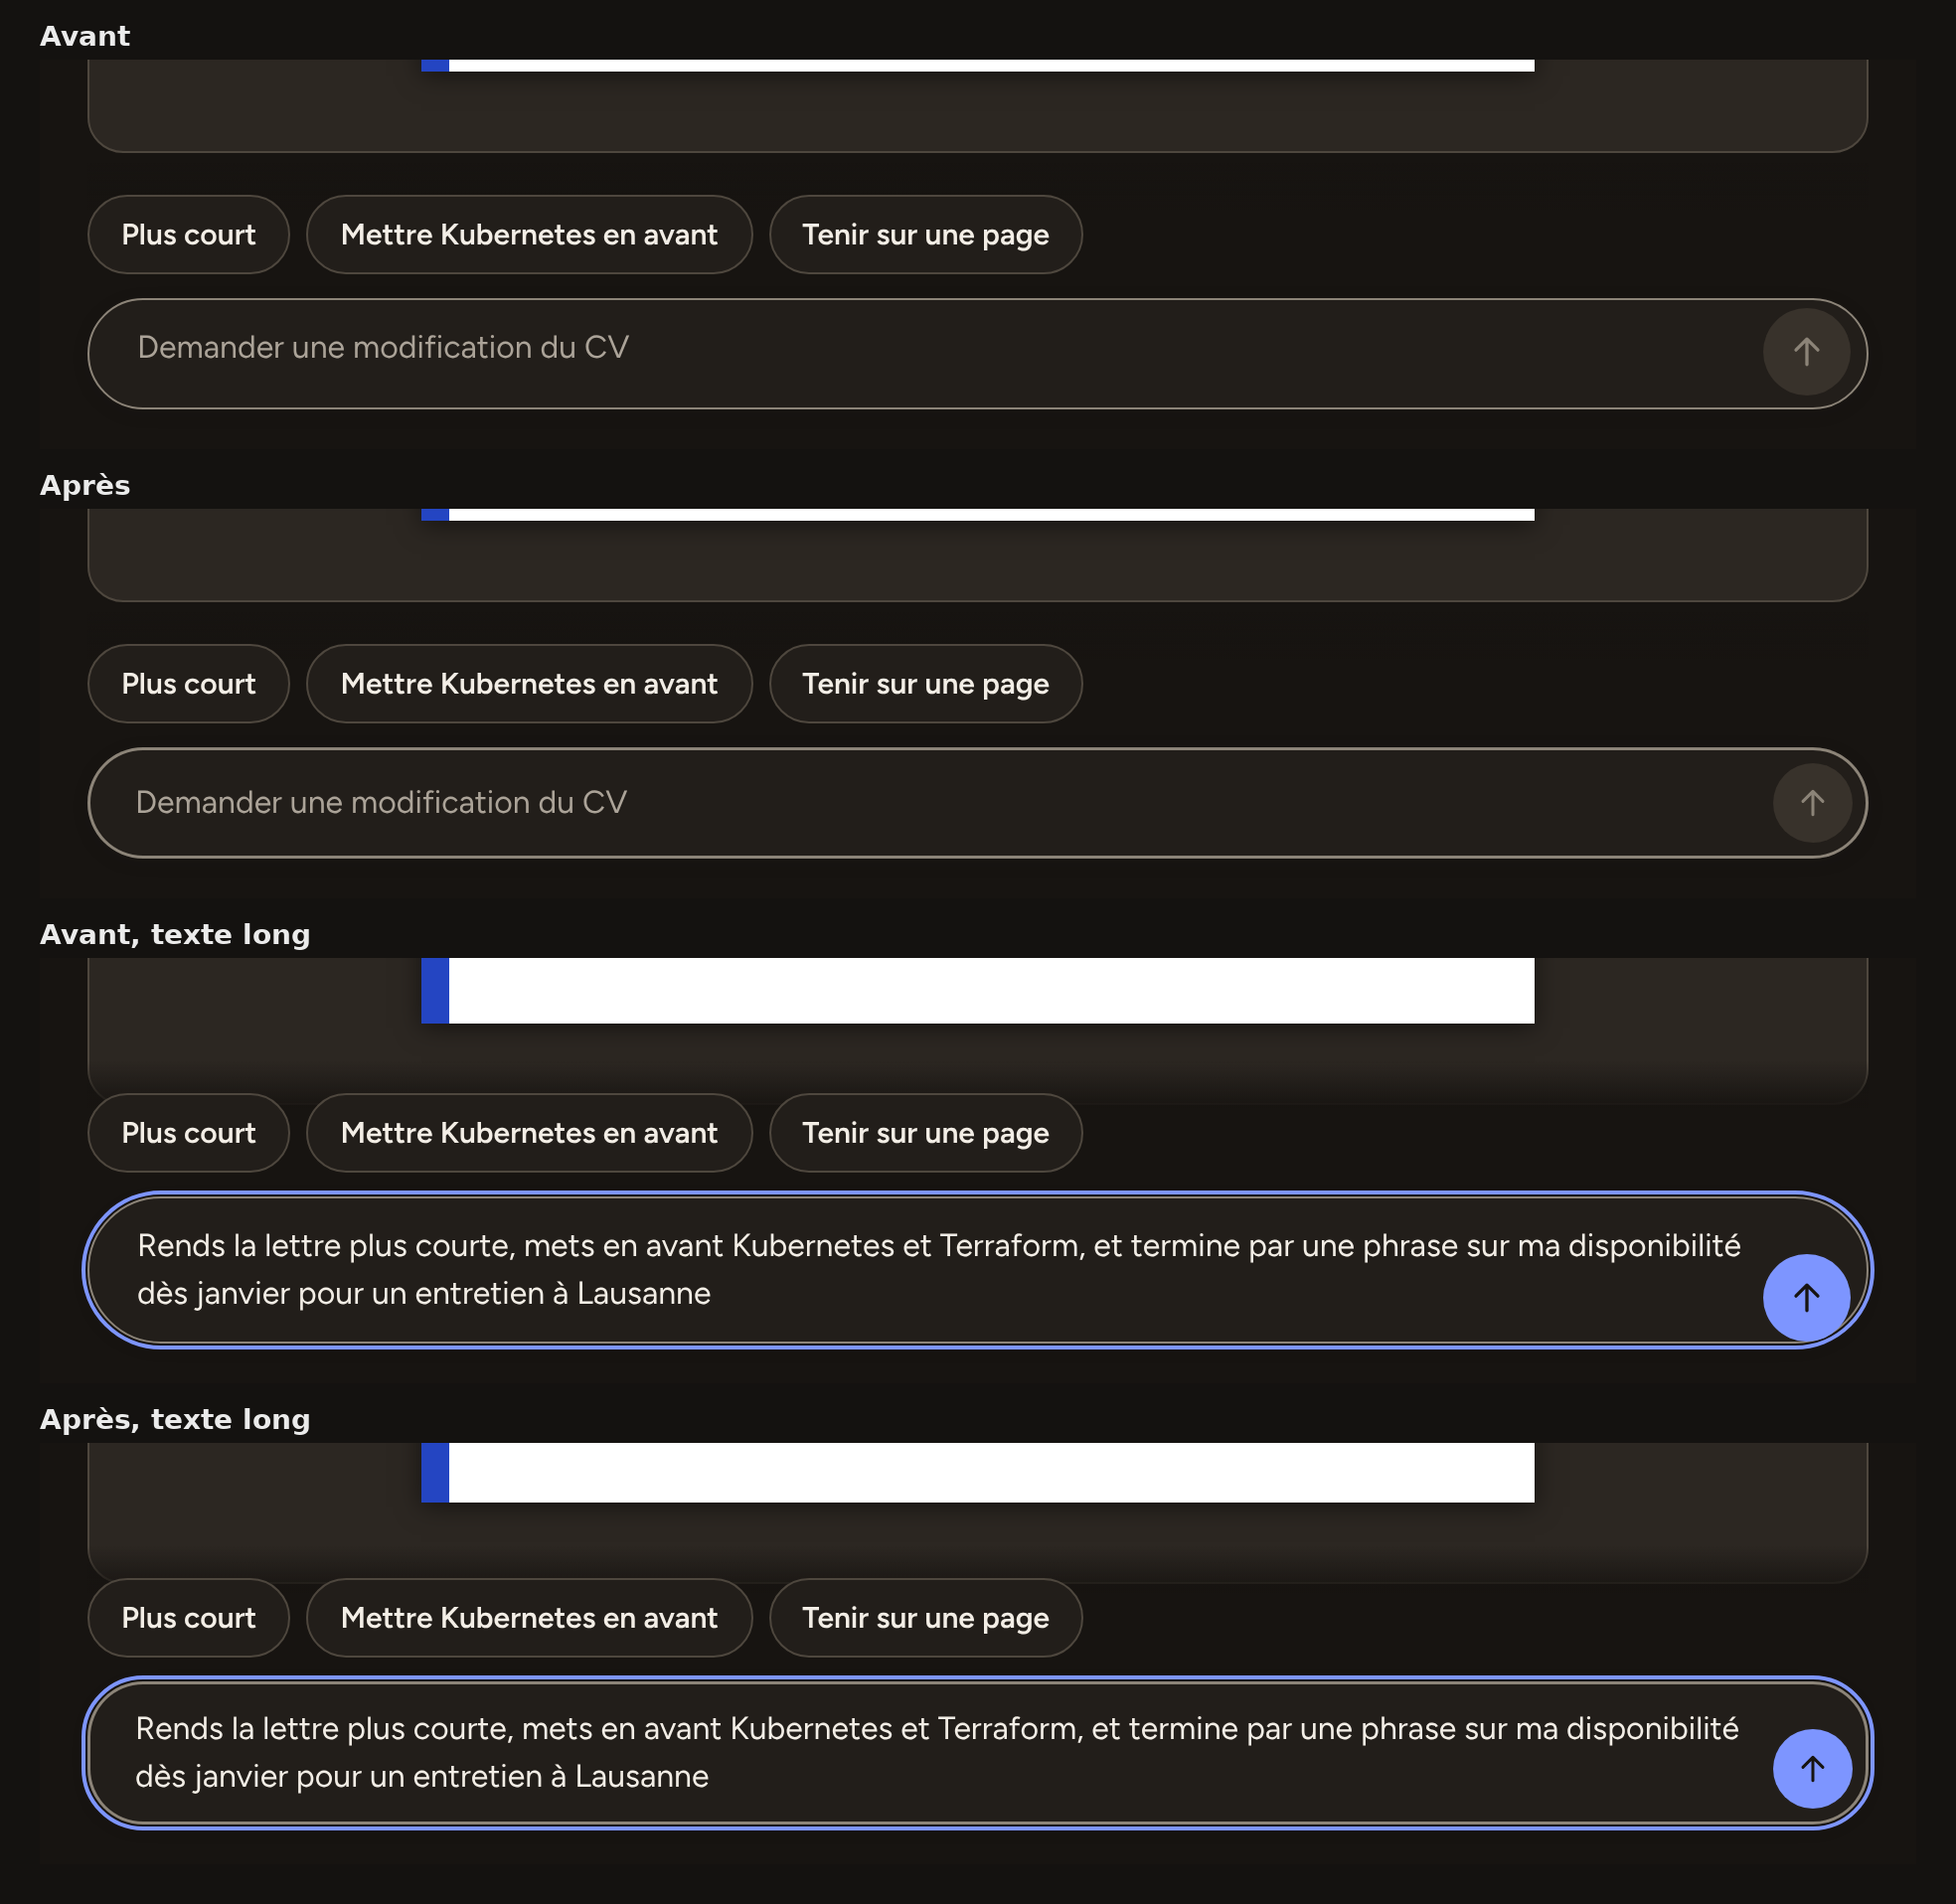 Avant
Plus court
Mettre Kubernetes en avant
Tenir sur une page
Demander une modification du CV
Après
Plus court
Mettre Kubernetes en avant
Tenir sur une page
Demander une modification du CV
Avant, texte long
Plus court
Mettre Kubernetes en avant
Tenir sur une page
Rends la lettre plus courte, mets en avant Kubernetes et Terraform, et termine par une phrase sur ma disponibilité
dès janvier pour un entretien à Lausanne
Après, texte long
Plus court
Mettre Kubernetes en avant
Tenir sur une page
Rends la lettre plus courte, mets en avant Kubernetes et Terraform, et termine par une phrase sur ma disponibilité
dès janvier pour un entretien à Lausanne